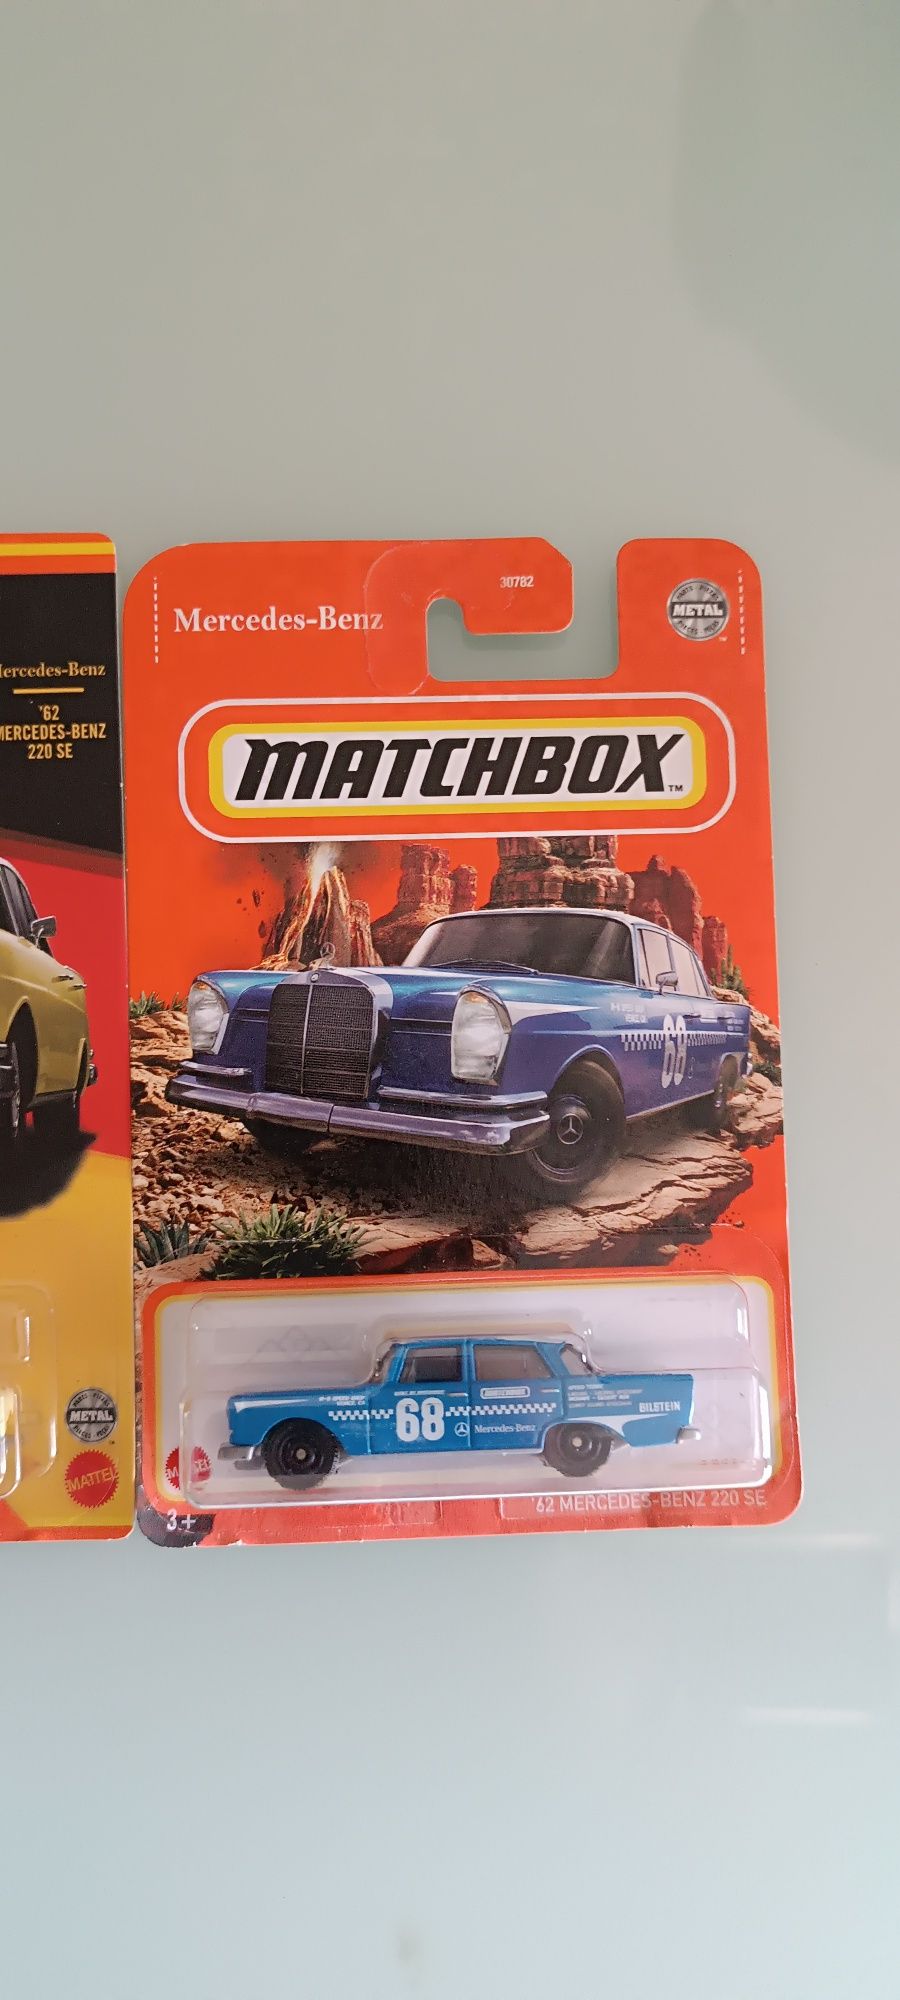 Mercedes-Benz
'62
MERCEDES-BENZ
220 SE
METAL
MATTEL
30782
Mercedes-Benz
METAL
MATCHBOX™
68
MATCHBOX
68
Mercedes-Benz
BILSTEIN
'62 MERCEDES-BENZ 220 SE
3+